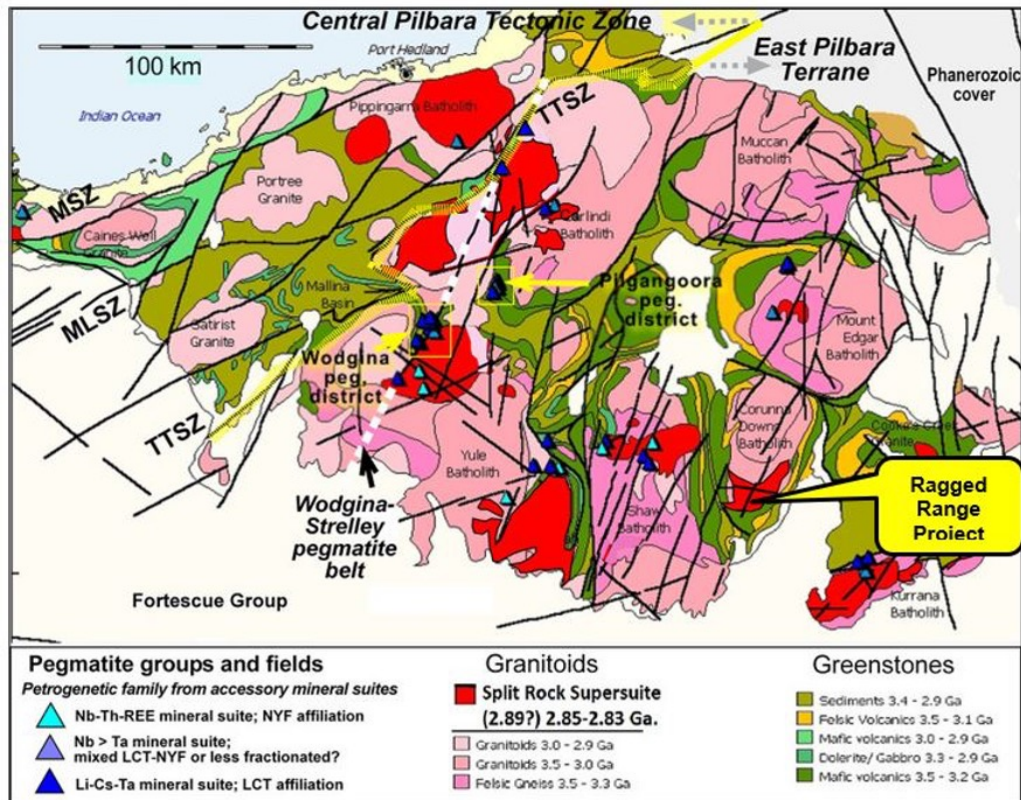 Central Pilbara Tectonic Zone
100 km
Port Hedland
East Pilbara
Terrane
Phanerozoic
cover
Indian Ocean
Pippingarra Batholith
TTSZ
Muccan
Batholith
Portree
Granite
MSZ
Caines Well
Granite
Carlindi
Batholith
Mallina
Basin
Pilgangoora
peg.
district
MLSZ
Satirist
Granite
Mount
Edgar
Batholith
Wodgina
peg.
district
TTSZ
Corunna
Downs
Batholith
Cooke's Creek
Granite
Yule
Batholith
Ragged
Range
Project
Wodgina-
Strelley
pegmatite
belt
Shaw
Batholith
Fortescue Group
Kurrana
Batholith
Pegmatite groups and fields
Petrogenetic family from accessory mineral suites
Nb-Th-REE mineral suite; NYF affiliation
Nb > Ta mineral suite;
mixed LCT-NYF or less fractionated?
Li-Cs-Ta mineral suite; LCT affiliation
Granitoids
Split Rock Supersuite
(2.89?) 2.85-2.83 Ga.
Granitoids 3.0 - 2.9 Ga
Granitoids 3.5 - 3.0 Ga
Felsic Gneiss 3.5 - 3.3 Ga
Greenstones
Sediments 3.4 - 2.9 Ga
Felsic Volcanics 3.5 - 3.1 Ga
Mafic volcanics 3.0 - 2.9 Ga
Dolerite/ Gabbro 3.3 - 2.9 Ga
Mafic volcanics 3.5 - 3.2 Ga